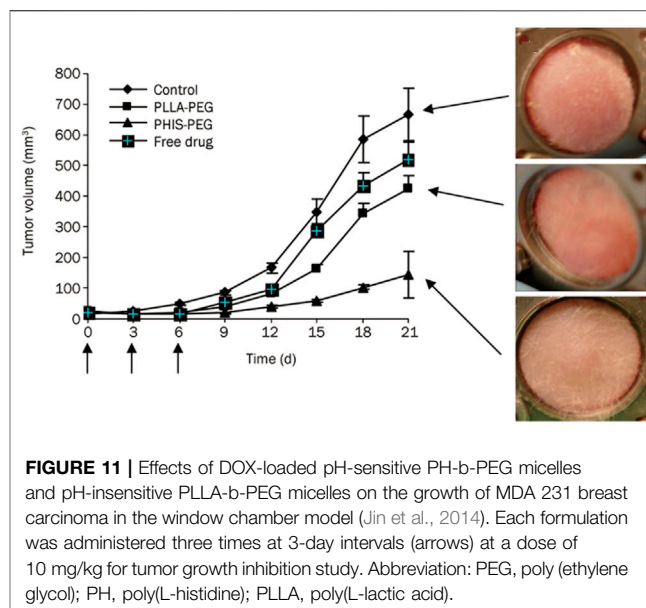 800
700
600
500
400
300
200
100
0
Tumor volume (mm³)
Control
PLLA-PEG
PHIS-PEG
Free drug
0 3 6 9 12 15 18 21
Time (d)
FIGURE 11 | Effects of DOX-loaded pH-sensitive PH-b-PEG micelles
and pH-insensitive PLLA-b-PEG micelles on the growth of MDA 231 breast
carcinoma in the window chamber model (Jin et al., 2014). Each formulation
was administered three times at 3-day intervals (arrows) at a dose of
10 mg/kg for tumor growth inhibition study. Abbreviation: PEG, poly (ethylene
glycol); PH, poly(L-histidine); PLLA, poly(L-lactic acid).